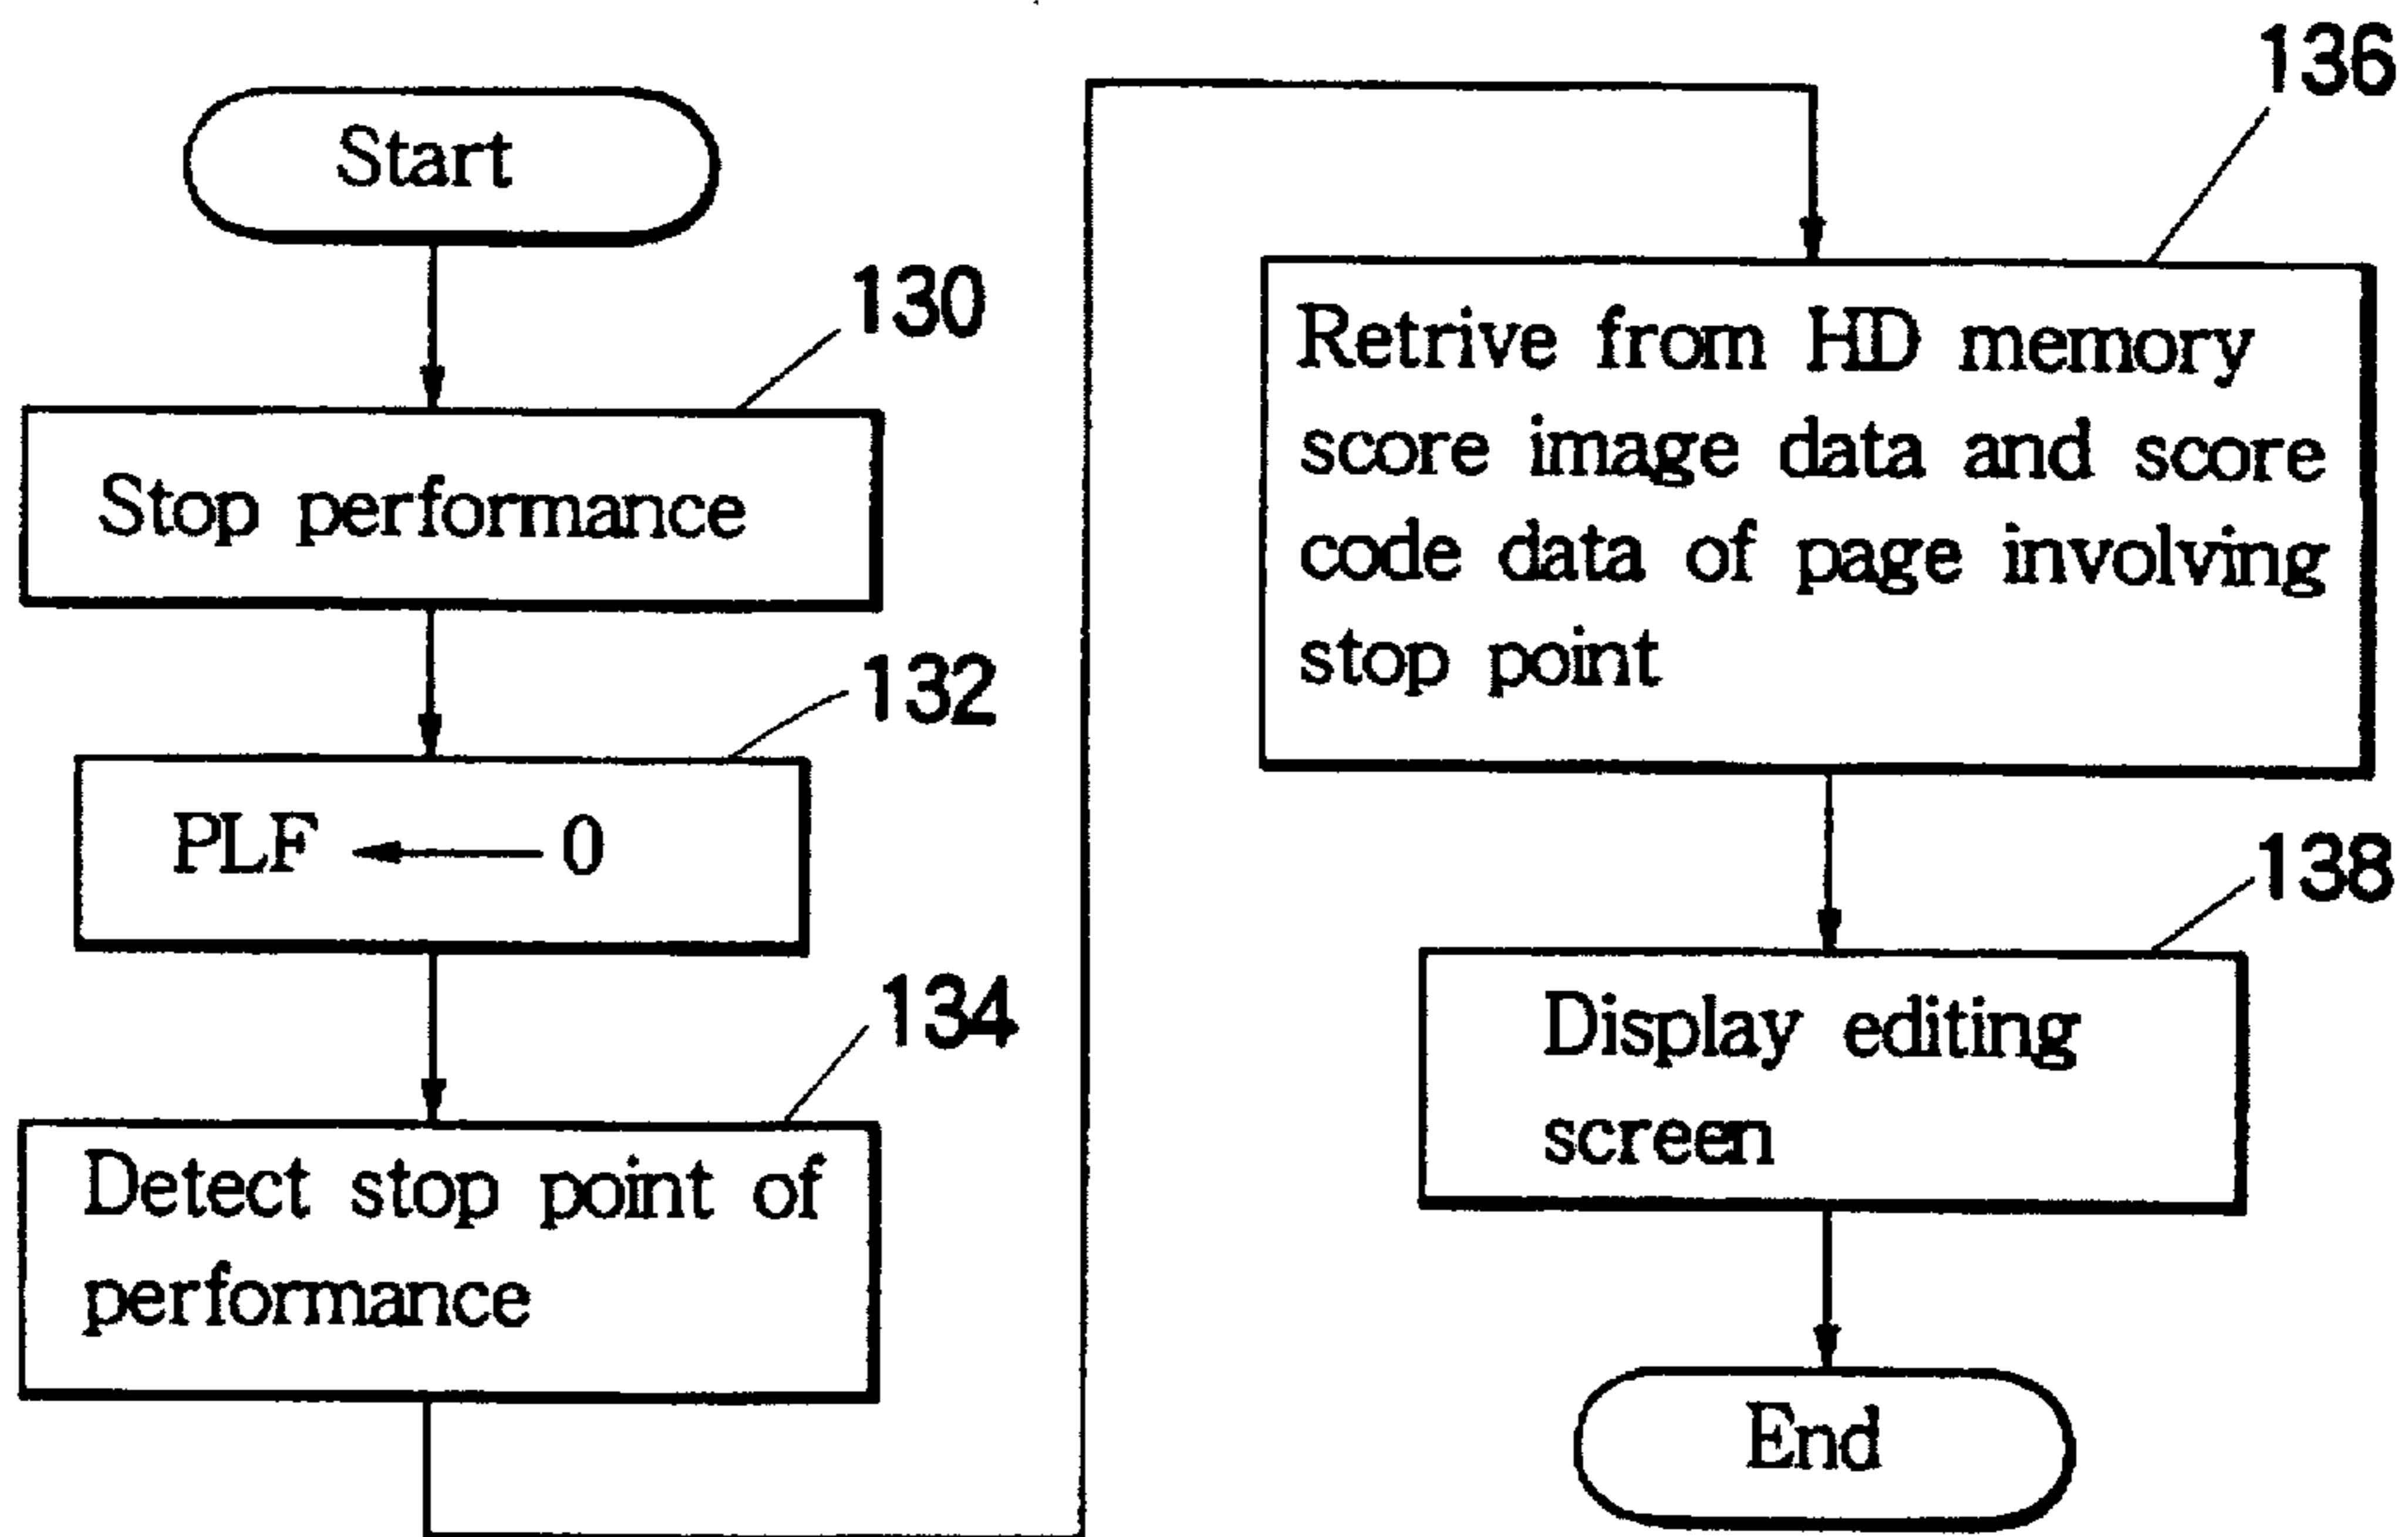 Start
130
Stop performance
132
PLF ← 0
134
Detect stop point of
performance
136
Retrive from HD memory
score image data and score
code data of page involving
stop point
138
Display editing
screen
End